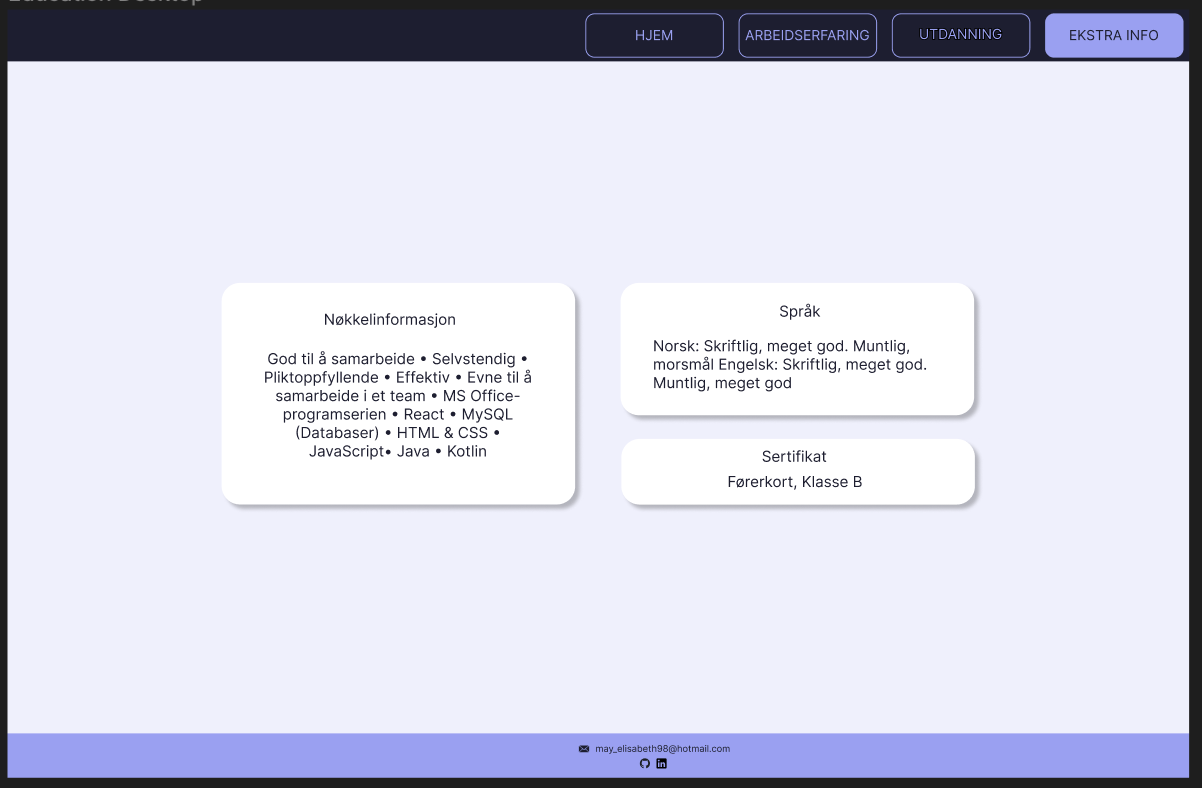 Education Desktop
HJEM
ARBEIDSERFARING
UTDANNING
EKSTRA INFO
Nøkkelinformasjon
God til å samarbeide • Selvstendig •
Pliktoppfyllende • Effektiv • Evne til å
samarbeide i et team • MS Office-
programserien • React • MySQL
(Databaser) • HTML & CSS •
JavaScript• Java • Kotlin
Språk
Norsk: Skriftlig, meget god. Muntlig,
morsmål Engelsk: Skriftlig, meget god.
Muntlig, meget god
Sertifikat
Førerkort, Klasse B
may_elisabeth98@hotmail.com